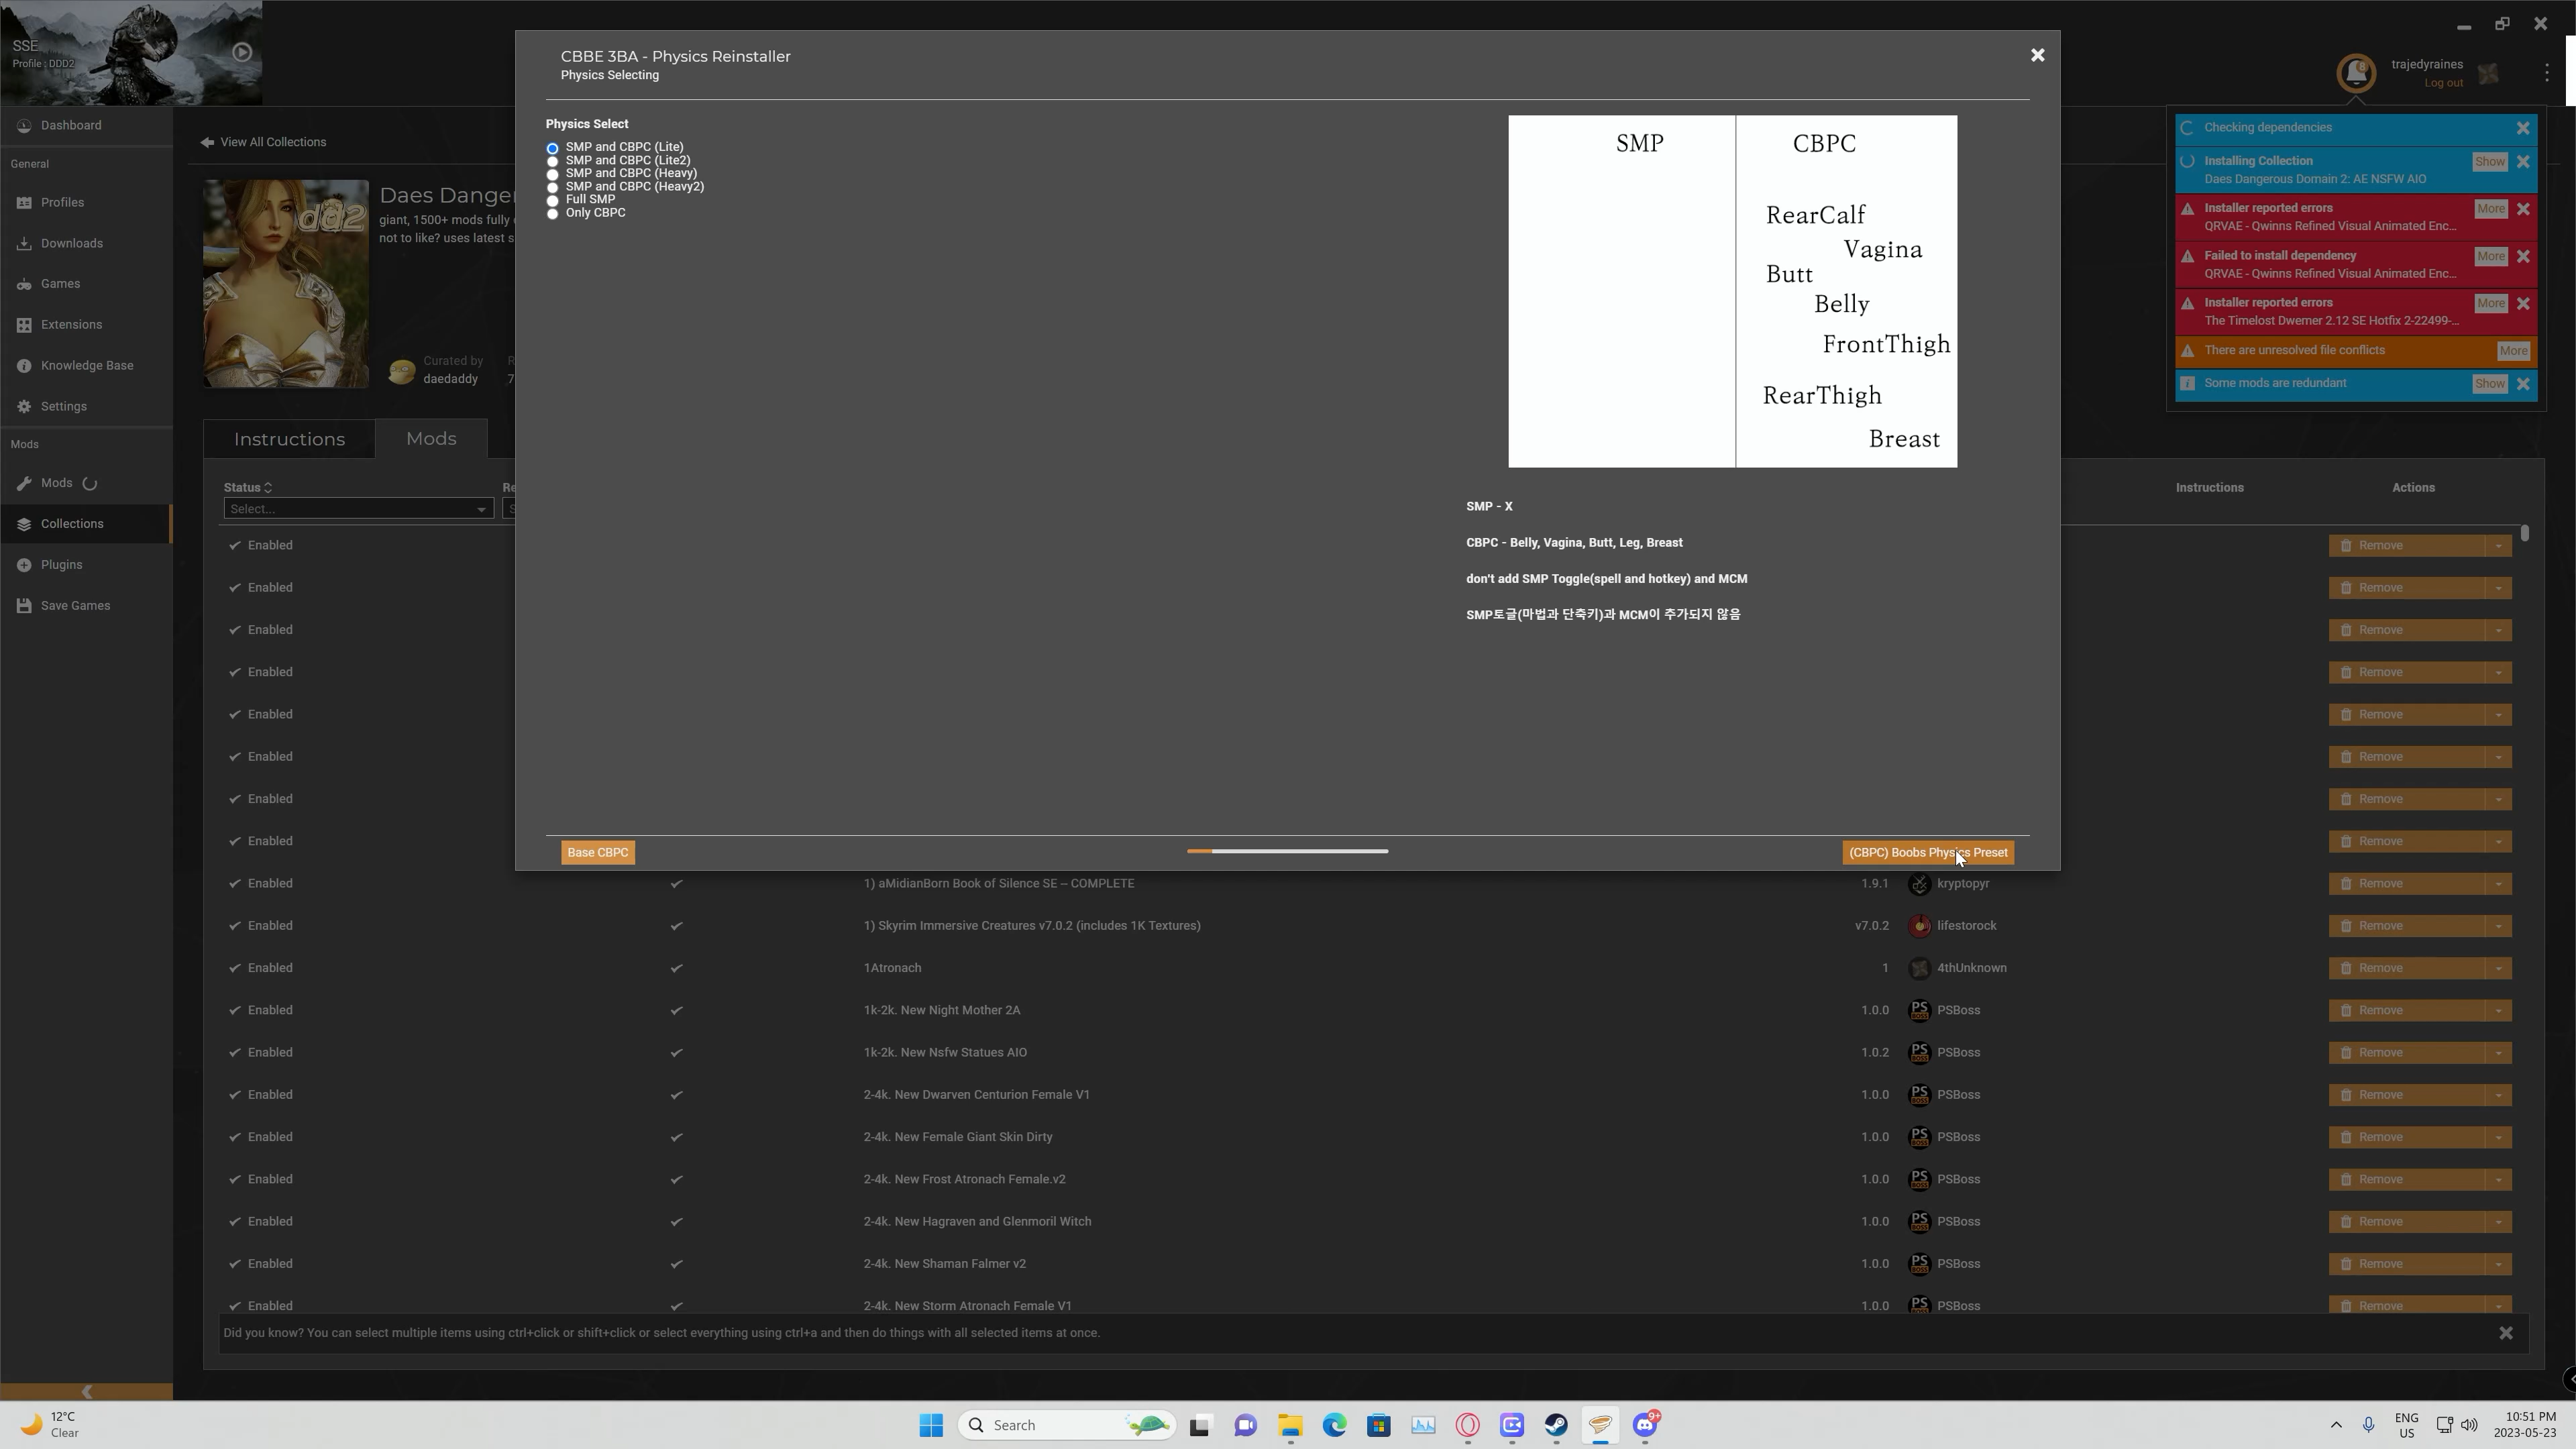 SSE
Profile : DDD2
trajedyraines
Log out
8
Dashboard
General
Profiles
Downloads
Games
Extensions
Knowledge Base
Settings
Mods
Mods
Collections
Plugins
Save Games
View All Collections
dd2
Daes Danger
giant, 1500+ mods fully
not to like? uses latest s
Curated by
daedaddy
R
7
Instructions
Mods
Status
Re
Select...
S
Instructions
Actions
CBBE 3BA - Physics Reinstaller
Physics Selecting
Physics Select
SMP and CBPC (Lite)
SMP and CBPC (Lite2)
SMP and CBPC (Heavy)
SMP and CBPC (Heavy2)
Full SMP
Only CBPC
SMP
CBPC
RearCalf
Vagina
Butt
Belly
FrontThigh
RearThigh
Breast
SMP - X
CBPC - Belly, Vagina, Butt, Leg, Breast
don't add SMP Toggle(spell and hotkey) and MCM
SMP토글(마법과 단축키)과 MCM이 추가되지 않음
Base CBPC
(CBPC) Boobs Physics Preset
Checking dependencies
Installing Collection
Show
Daes Dangerous Domain 2: AE NSFW AIO
Installer reported errors
More
QRVAE - Qwinns Refined Visual Animated Enc...
Failed to install dependency
More
QRVAE - Qwinns Refined Visual Animated Enc...
Installer reported errors
More
The Timelost Dwemer 2.12 SE Hotfix 2-22499-...
There are unresolved file conflicts
More
Some mods are redundant
Show
Enabled Remove
Enabled Remove
Enabled Remove
Enabled Remove
Enabled Remove
Enabled Remove
Enabled Remove
Enabled Remove
Enabled 1) aMidianBorn Book of Silence SE -- COMPLETE 1.9.1 kryptopyr Remove
Enabled 1) Skyrim Immersive Creatures v7.0.2 (includes 1K Textures) v7.0.2 lifestorock Remove
Enabled 1Atronach 1 4thUnknown Remove
Enabled 1k-2k. New Night Mother 2A 1.0.0 PSBoss Remove
Enabled 1k-2k. New Nsfw Statues AIO 1.0.2 PSBoss Remove
Enabled 2-4k. New Dwarven Centurion Female V1 1.0.0 PSBoss Remove
Enabled 2-4k. New Female Giant Skin Dirty 1.0.0 PSBoss Remove
Enabled 2-4k. New Frost Atronach Female.v2 1.0.0 PSBoss Remove
Enabled 2-4k. New Hagraven and Glenmoril Witch 1.0.0 PSBoss Remove
Enabled 2-4k. New Shaman Falmer v2 1.0.0 PSBoss Remove
Enabled 2-4k. New Storm Atronach Female V1 1.0.0 PSBoss Remove
Did you know? You can select multiple items using ctrl+click or shift+click or select everything using ctrl+a and then do things with all selected items at once.
12°C
Clear
Search
9+
ENG
US
10:51 PM
2023-05-23